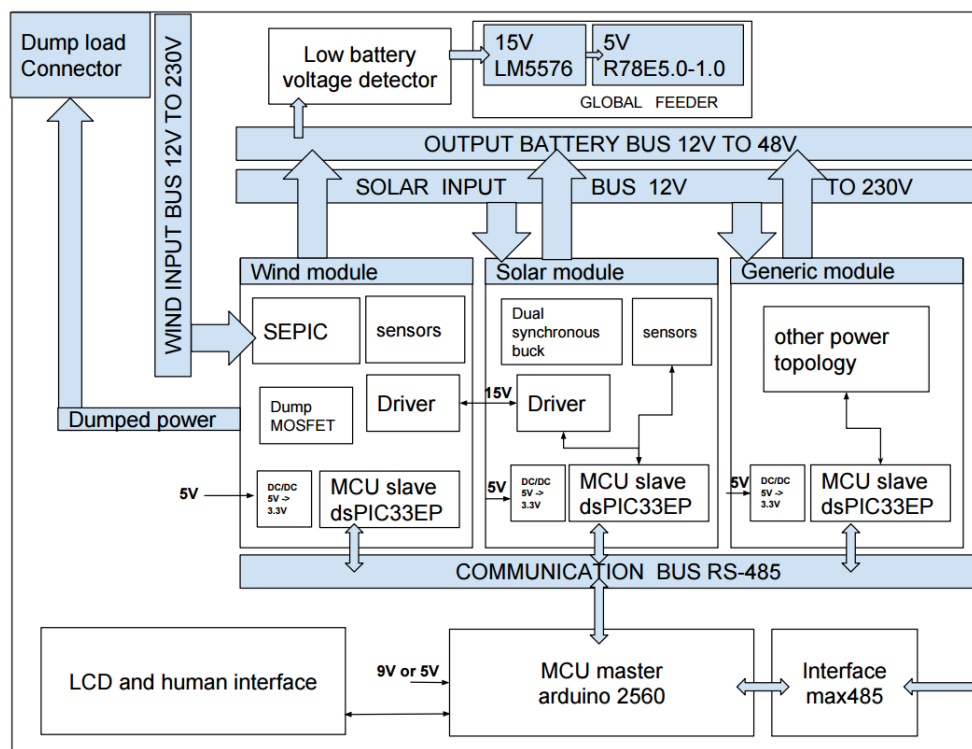 Dump load
Connector
WIND INPUT BUS 12V TO 230V
Low battery
voltage detector
15V
LM5576
5V
R78E5.0-1.0
GLOBAL FEEDER
OUTPUT BATTERY BUS 12V TO 48V
SOLAR INPUT BUS 12V TO 230V
Wind module
SEPIC
sensors
Dump
MOSFET
Driver
Dumped power
5V
DC/DC
5V ->
3.3V
MCU slave
dsPIC33EP
Solar module
Dual
synchronous
buck
sensors
15V
Driver
5V
DC/DC
5V ->
3.3V
MCU slave
dsPIC33EP
Generic module
other power
topology
5V
DC/DC
5V ->
3.3V
MCU slave
dsPIC33EP
COMMUNICATION BUS RS-485
LCD and human interface
9V or 5V
MCU master
arduino 2560
Interface
max485